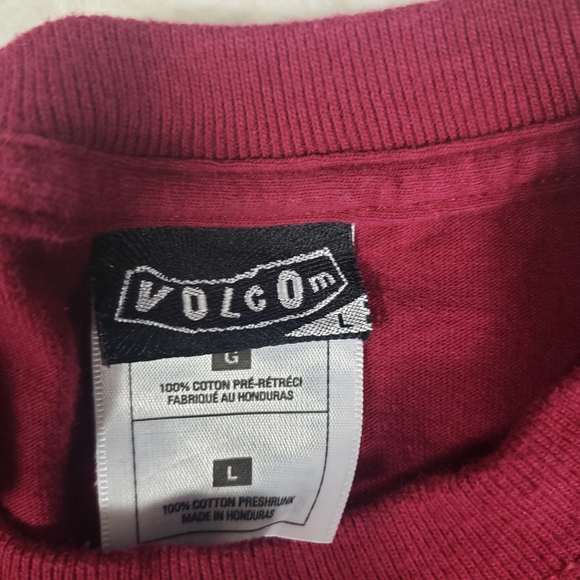 VOLCOm
L
G
100% COTON PRÉ-RÉTRÉCI
FABRIQUÉ AU HONDURAS
L
100% COTTON PRESHRUNK
MADE IN HONDURAS